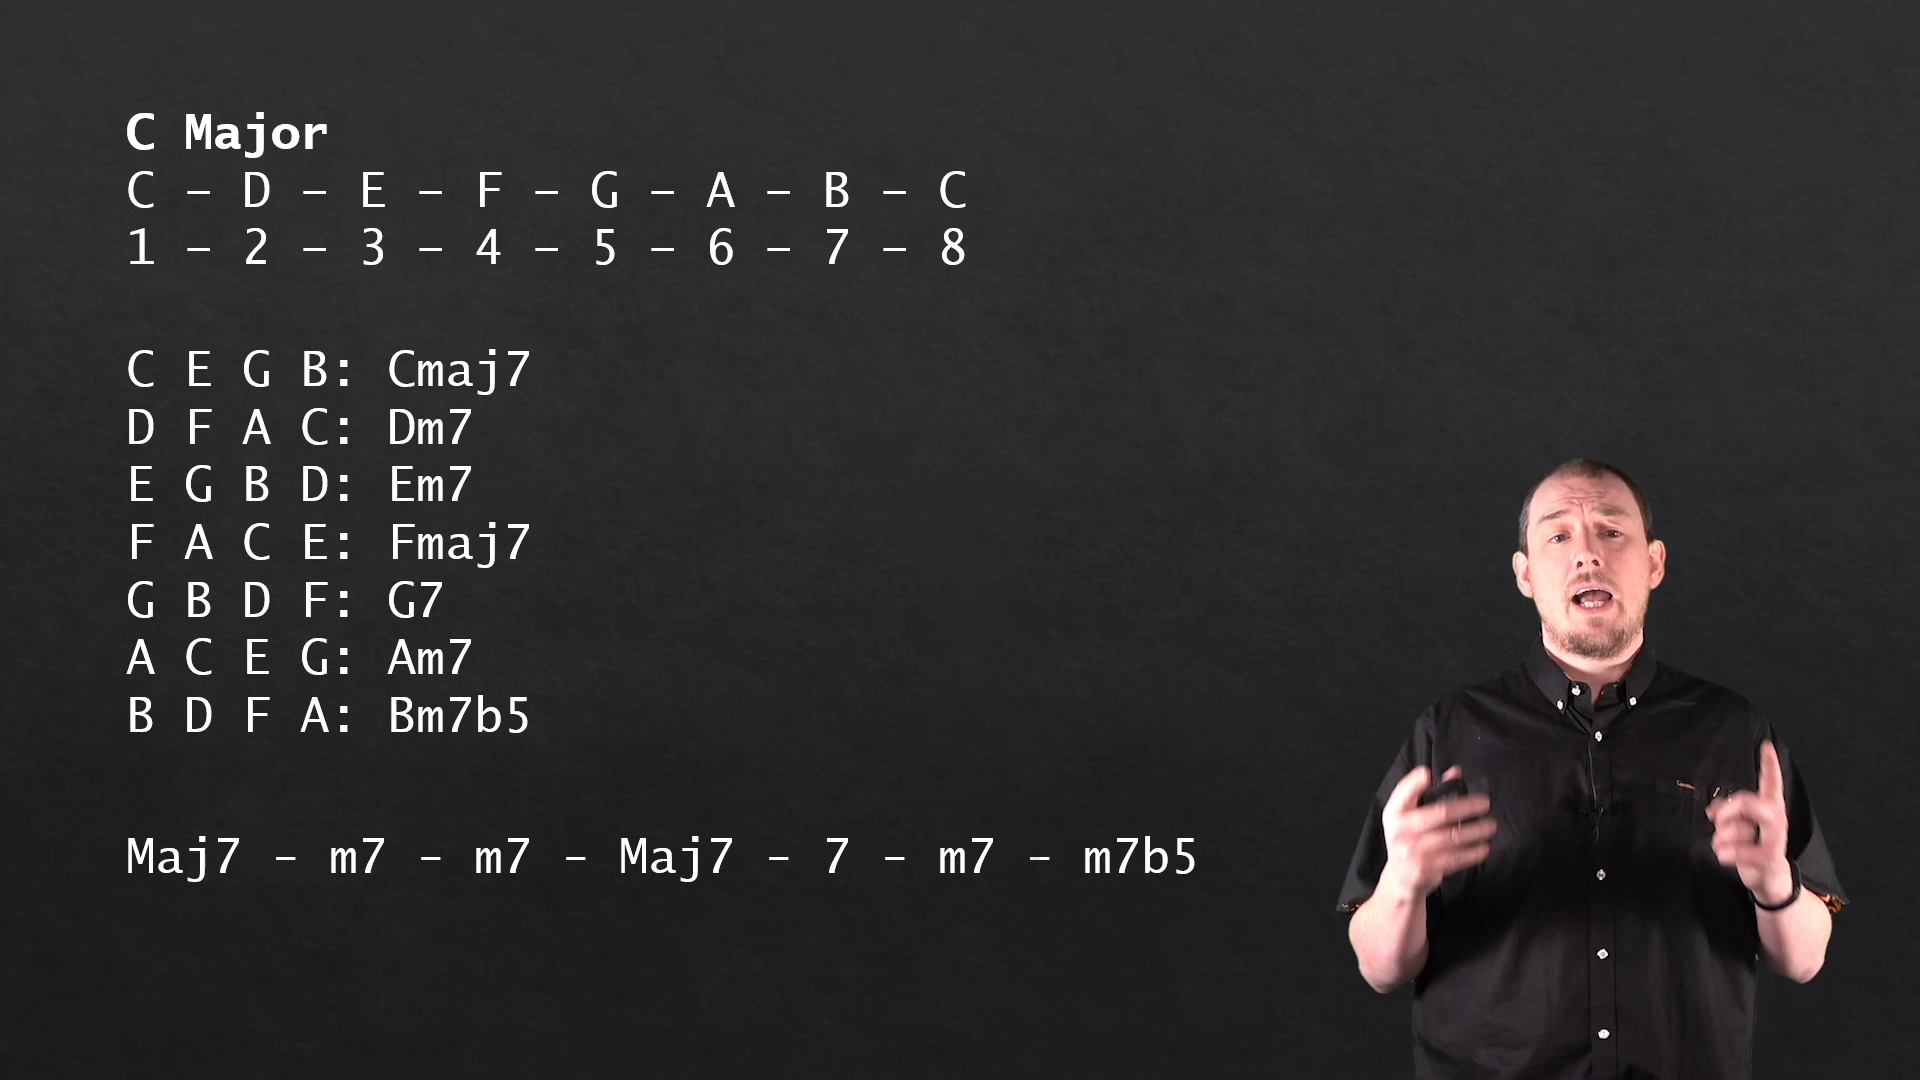 C Major
C – D – E – F – G – A – B – C
1 – 2 – 3 – 4 – 5 – 6 – 7 – 8
C E G B: Cmaj7
D F A C: Dm7
E G B D: Em7
F A C E: Fmaj7
G B D F: G7
A C E G: Am7
B D F A: Bm7b5
Maj7 – m7 – m7 – Maj7 – 7 – m7 – m7b5